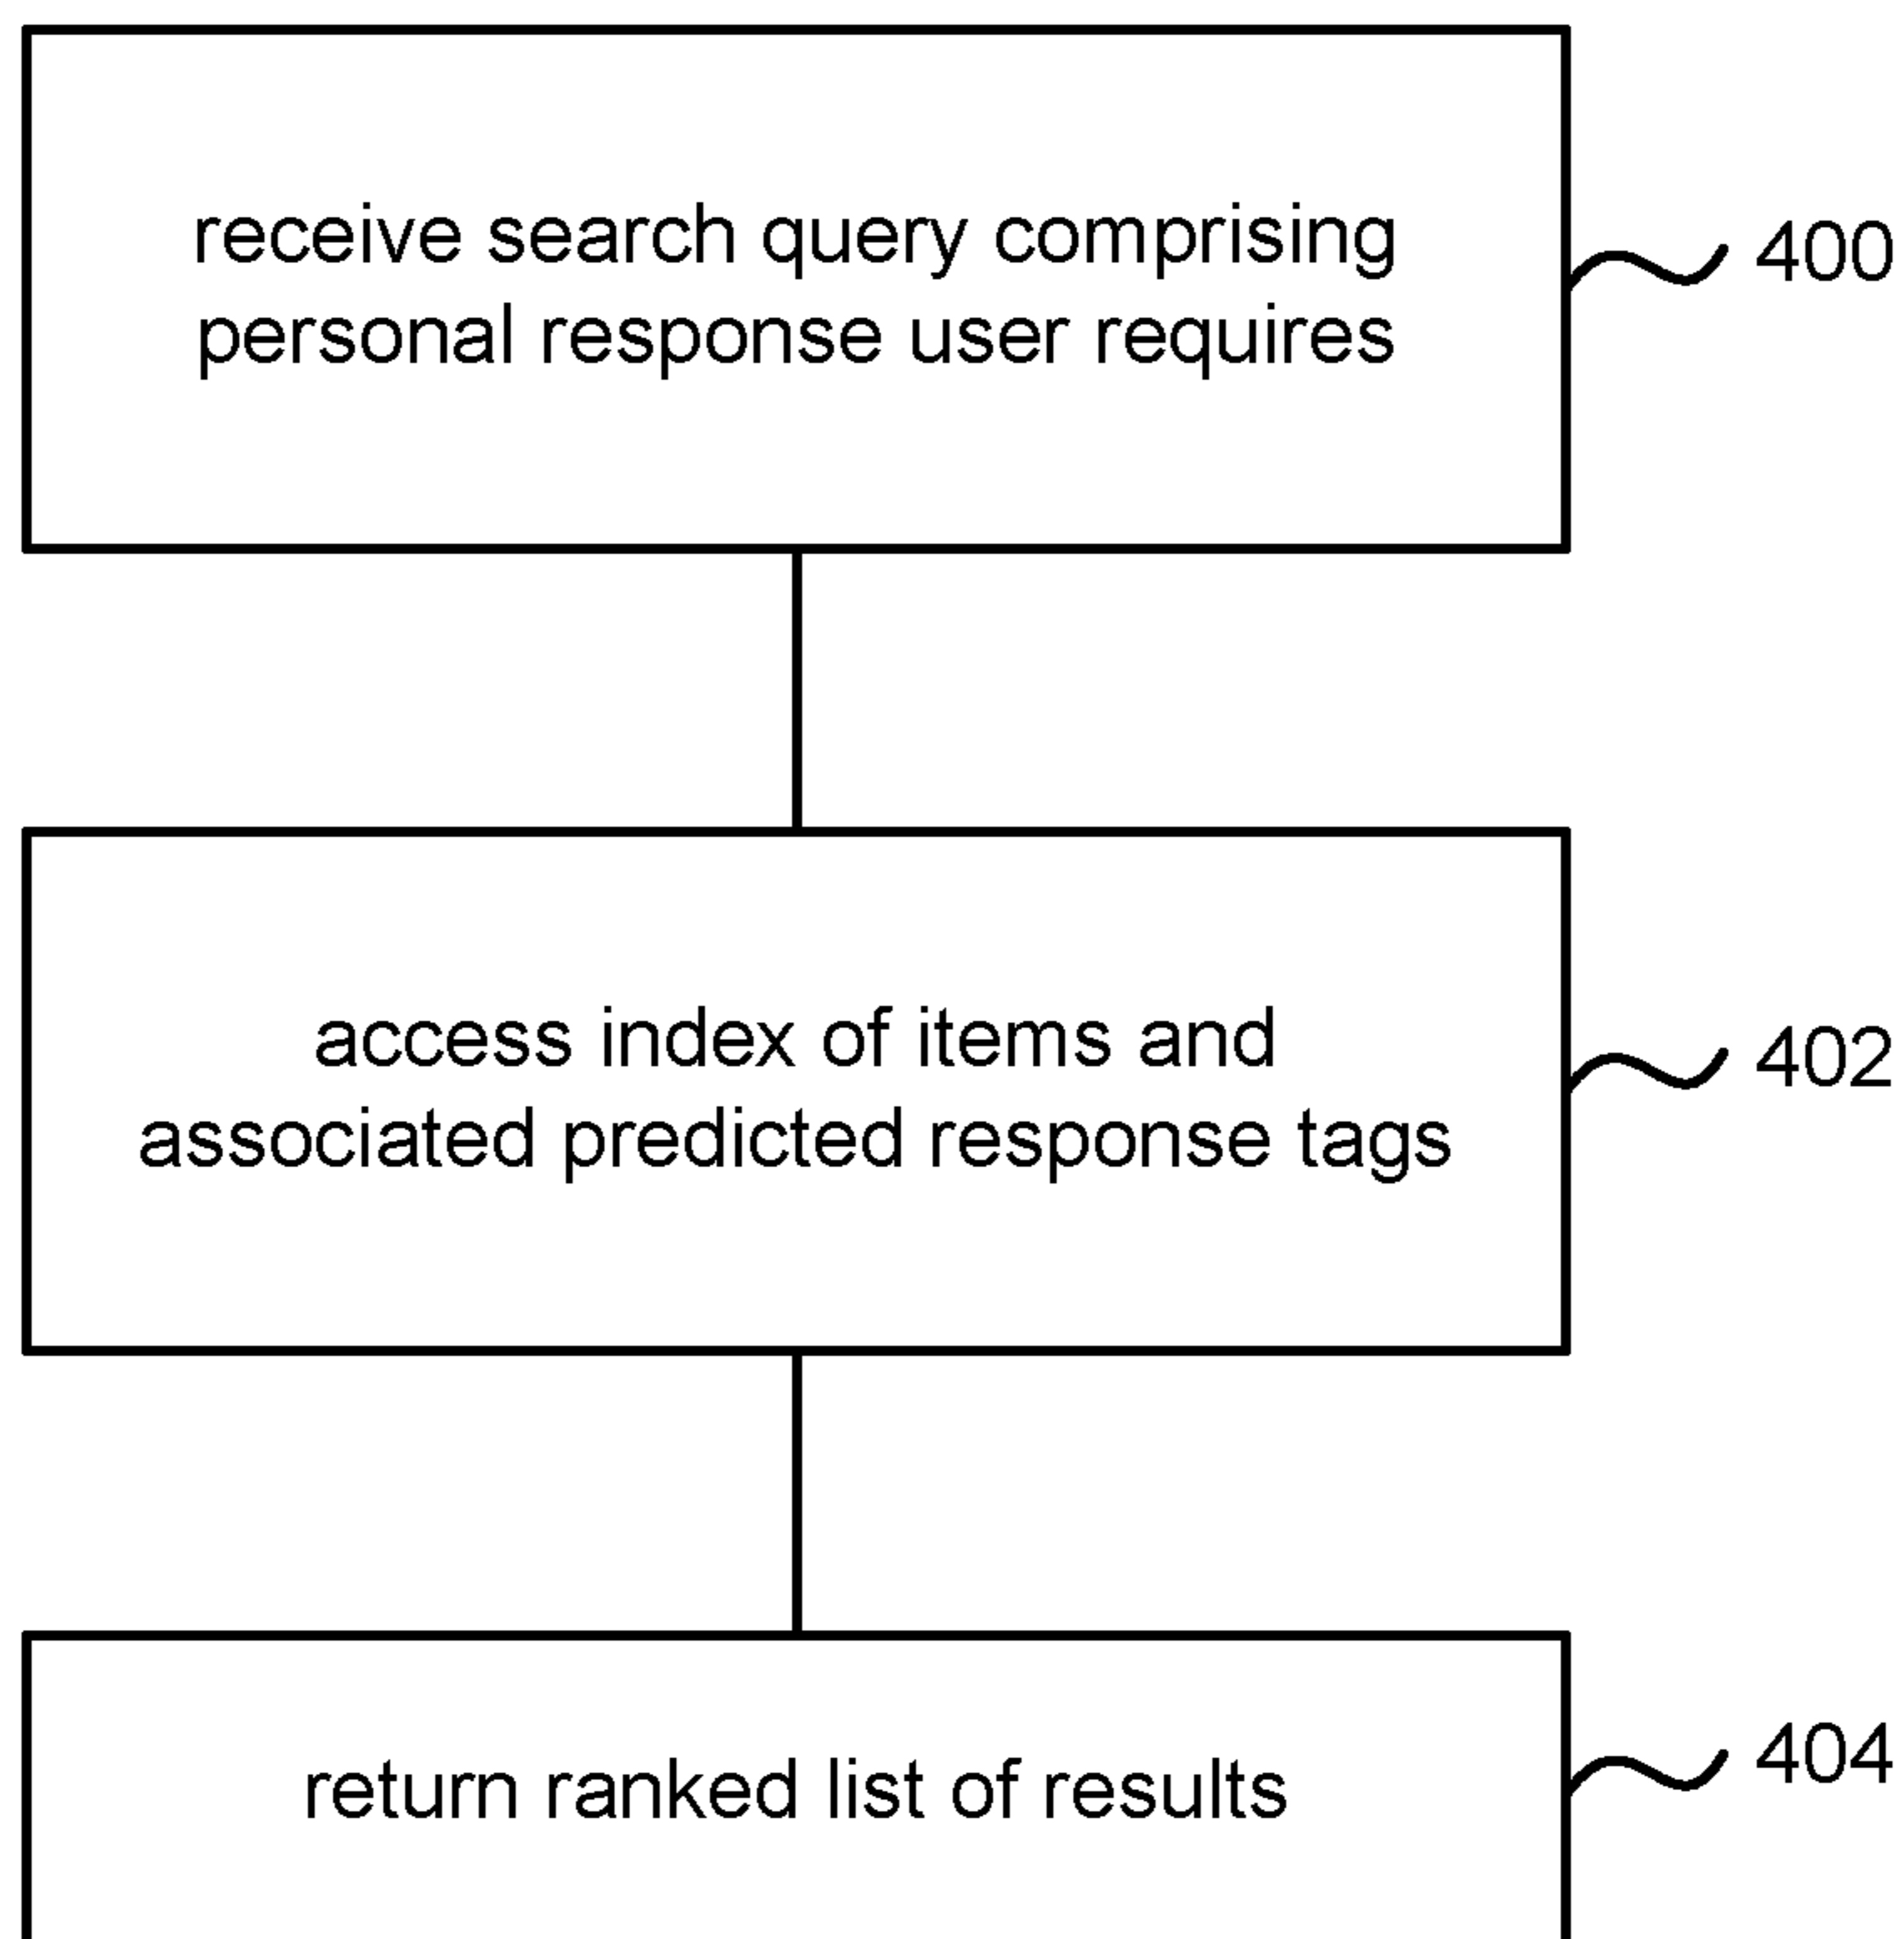 receive search query comprising
personal response user requires
400
access index of items and
associated predicted response tags
402
return ranked list of results
404